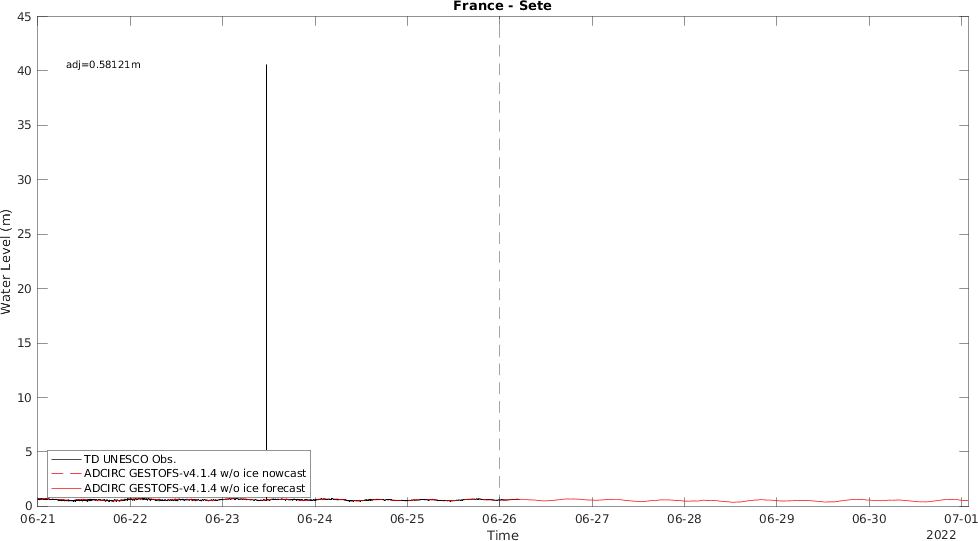 France - Sete
45
40
35
30
25
20
15
10
5
0
Water Level (m)
adj=0.58121m
TD UNESCO Obs.
ADCIRC GESTOFS-v4.1.4 w/o ice nowcast
ADCIRC GESTOFS-v4.1.4 w/o ice forecast
06-21 06-22 06-23 06-24 06-25 06-26 06-27 06-28 06-29 06-30 07-01
Time
2022